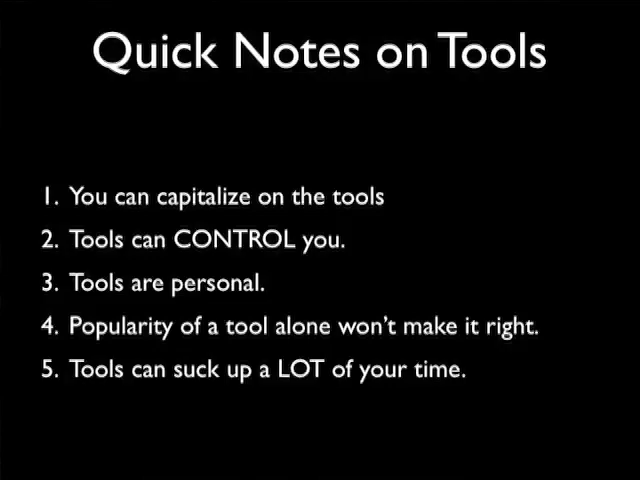 Quick Notes on Tools
1. You can capitalize on the tools
2. Tools can CONTROL you.
3. Tools are personal.
4. Popularity of a tool alone won't make it right.
5. Tools can suck up a LOT of your time.